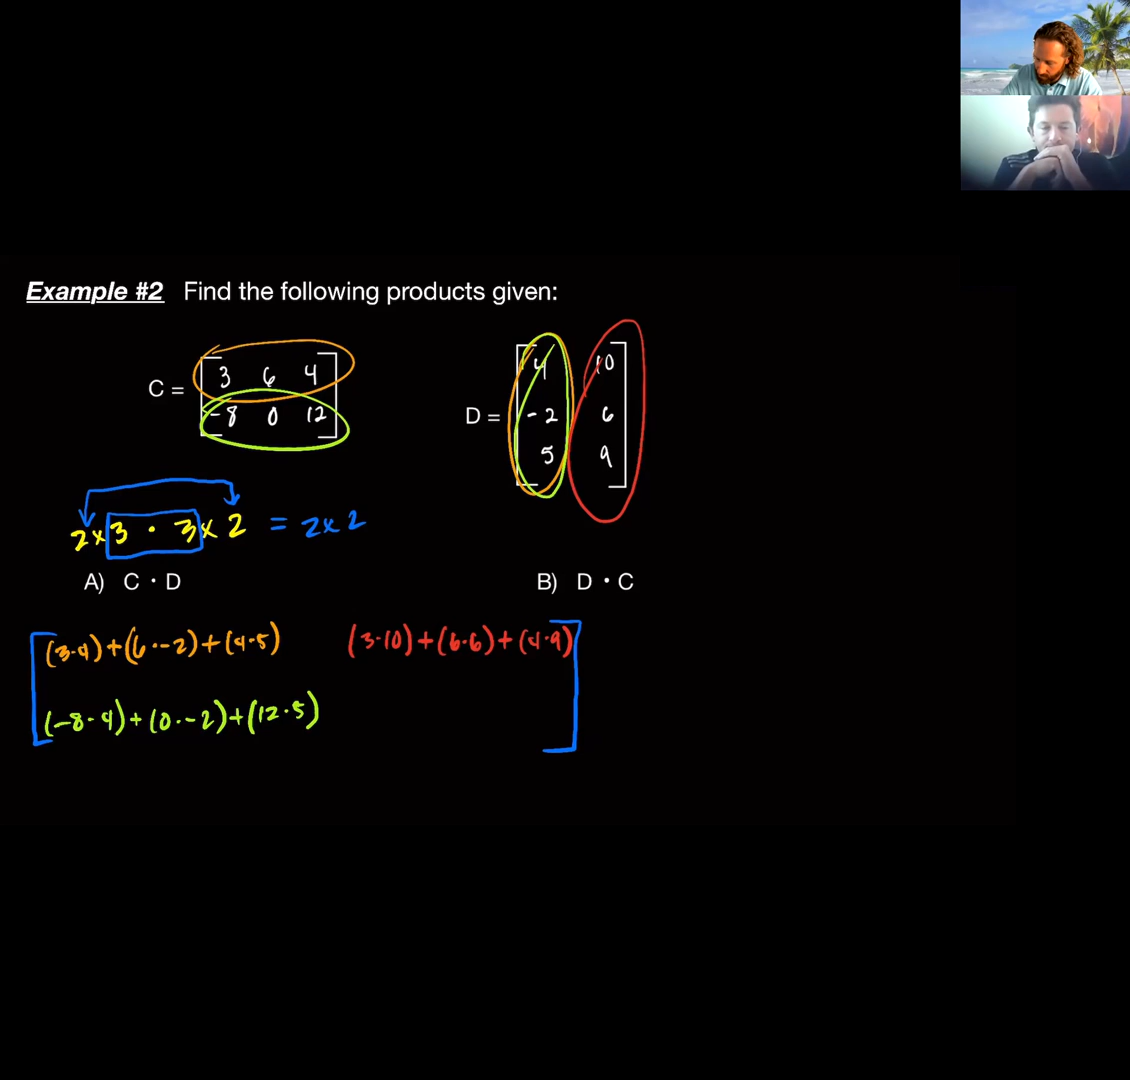 Example #2 Find the following products given:
C = [3 6 4
-8 0 12]
D = [4 10
-2 6
5 9]
2x3 · 3x2 = 2x2
A) C · D
B) D · C
[(3·4)+(6·-2)+(4·5) (3·10)+(6·6)+(4·9)
(-8·4)+(0·-2)+(12·5) ]